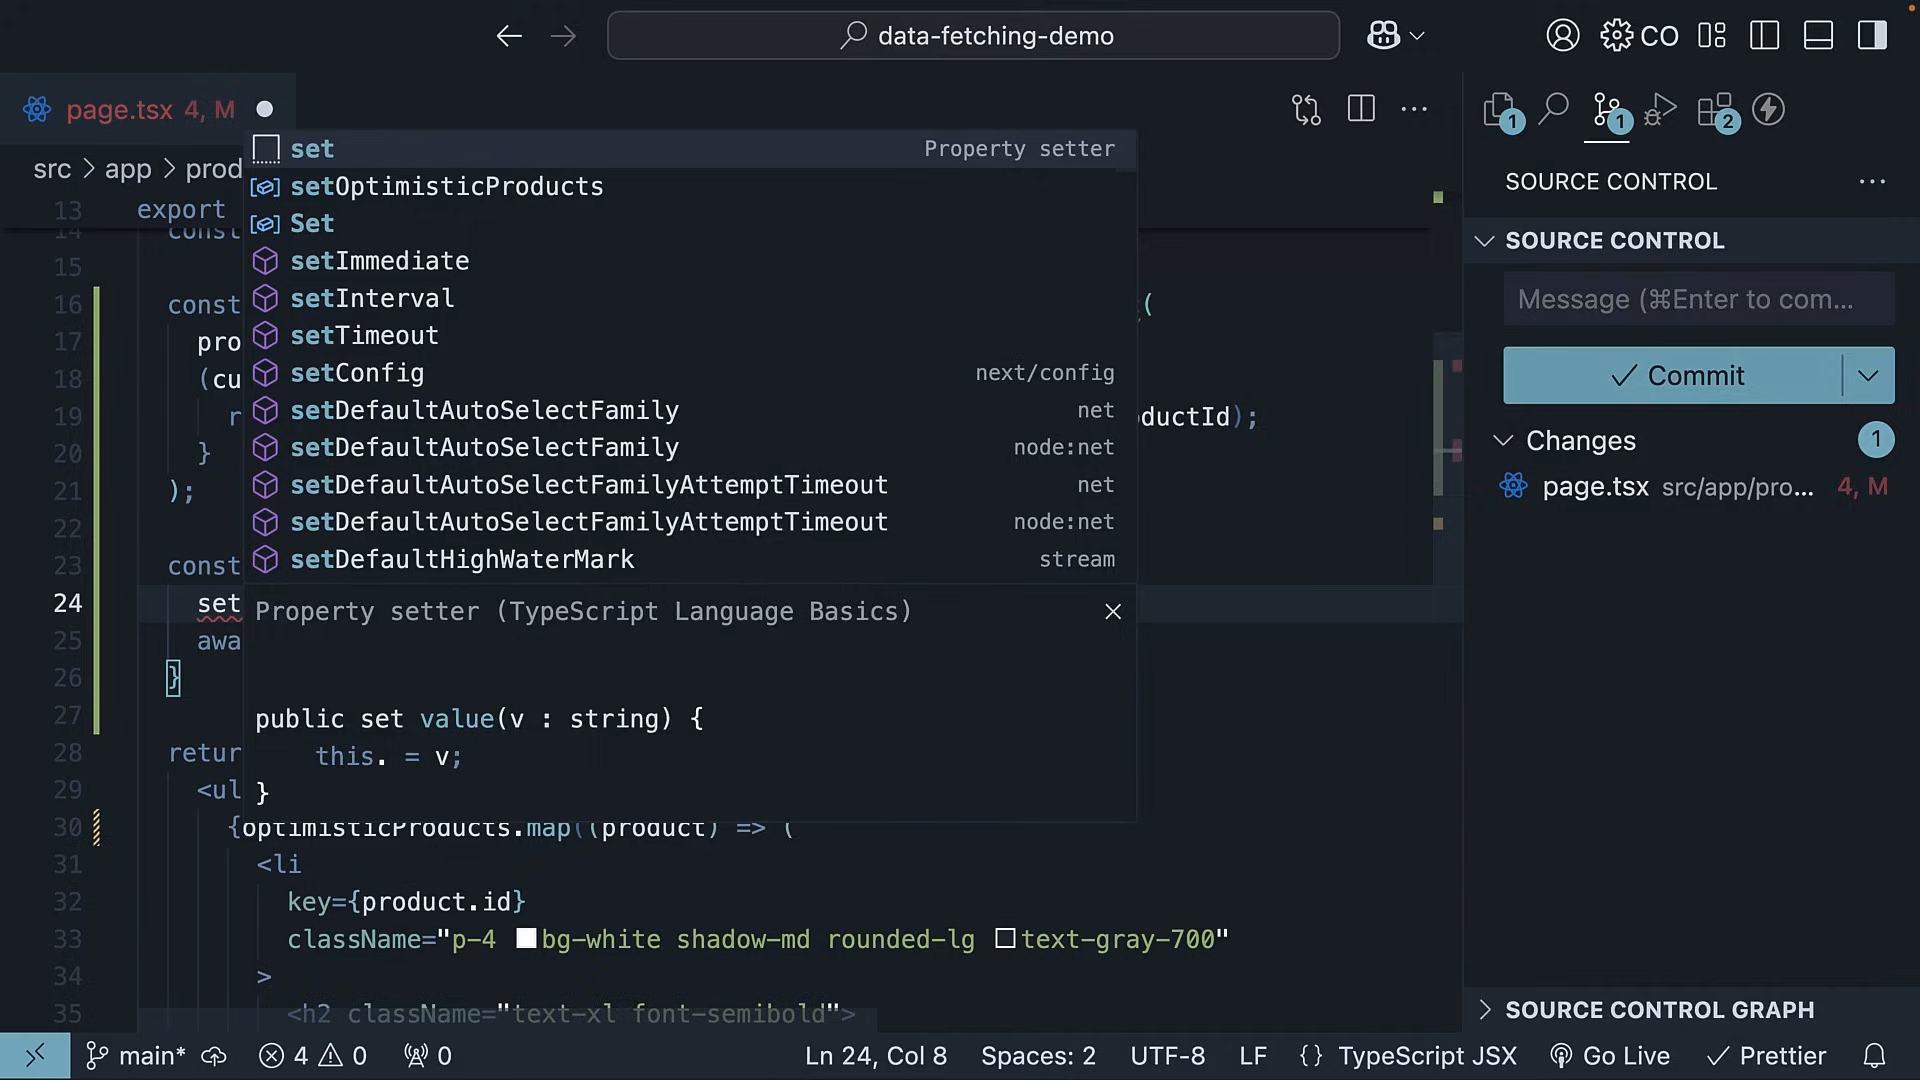 data-fetching-demo
CO
page.tsx 4, M
src > app > prod
13 export
14 const
15
16 const
17 pro
18 (cu
19 r
20 }
21 );
22
23 const
24 set
25 awa
26 }
27
28 retur
29 <ul
30 {optimisticProducts.map((product) => (
31 <li
32 key={product.id}
33 className="p-4 bg-white shadow-md rounded-lg text-gray-700"
34 >
35 <h2 className="text-xl font-semibold">
(
ductId);
set Property setter
setOptimisticProducts
Set
setImmediate
setInterval
setTimeout
setConfig next/config
setDefaultAutoSelectFamily net
setDefaultAutoSelectFamily node:net
setDefaultAutoSelectFamilyAttemptTimeout net
setDefaultAutoSelectFamilyAttemptTimeout node:net
setDefaultHighWaterMark stream
Property setter (TypeScript Language Basics)
public set value(v : string) {
this. = v;
}
1
1
2
SOURCE CONTROL
SOURCE CONTROL
Message (⌘Enter to com...
Commit
Changes 1
page.tsx src/app/pro... 4, M
SOURCE CONTROL GRAPH
main* 4 0 0
Ln 24, Col 8 Spaces: 2 UTF-8 LF {} TypeScript JSX Go Live Prettier